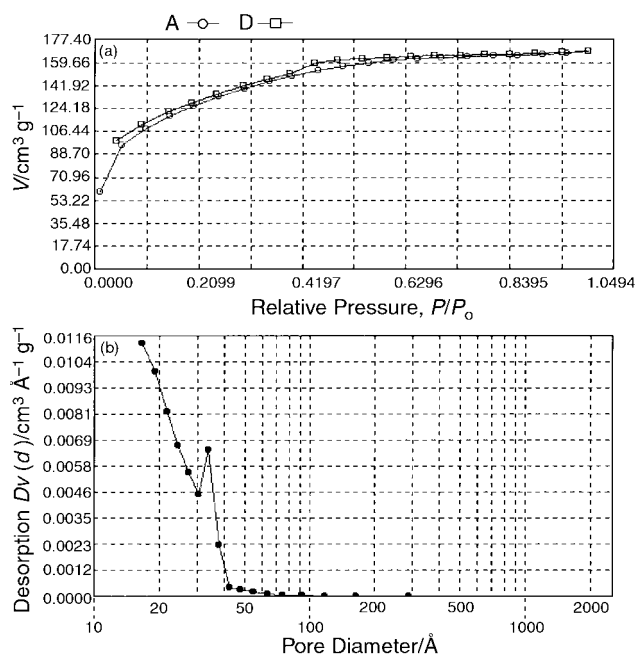 A D
(a)
V/cm³ g⁻¹
177.40
159.66
141.92
124.18
106.44
88.70
70.96
53.22
35.48
17.74
0.00
0.0000 0.2099 0.4197 0.6296 0.8395 1.0494
Relative Pressure, P/Pₒ
(b)
Desorption Dv (d)/cm³ Å⁻¹ g⁻¹
0.0116
0.0104
0.0093
0.0081
0.0069
0.0058
0.0046
0.0035
0.0023
0.0012
0.0000
10 20 50 100 200 500 1000 2000
Pore Diameter/Å